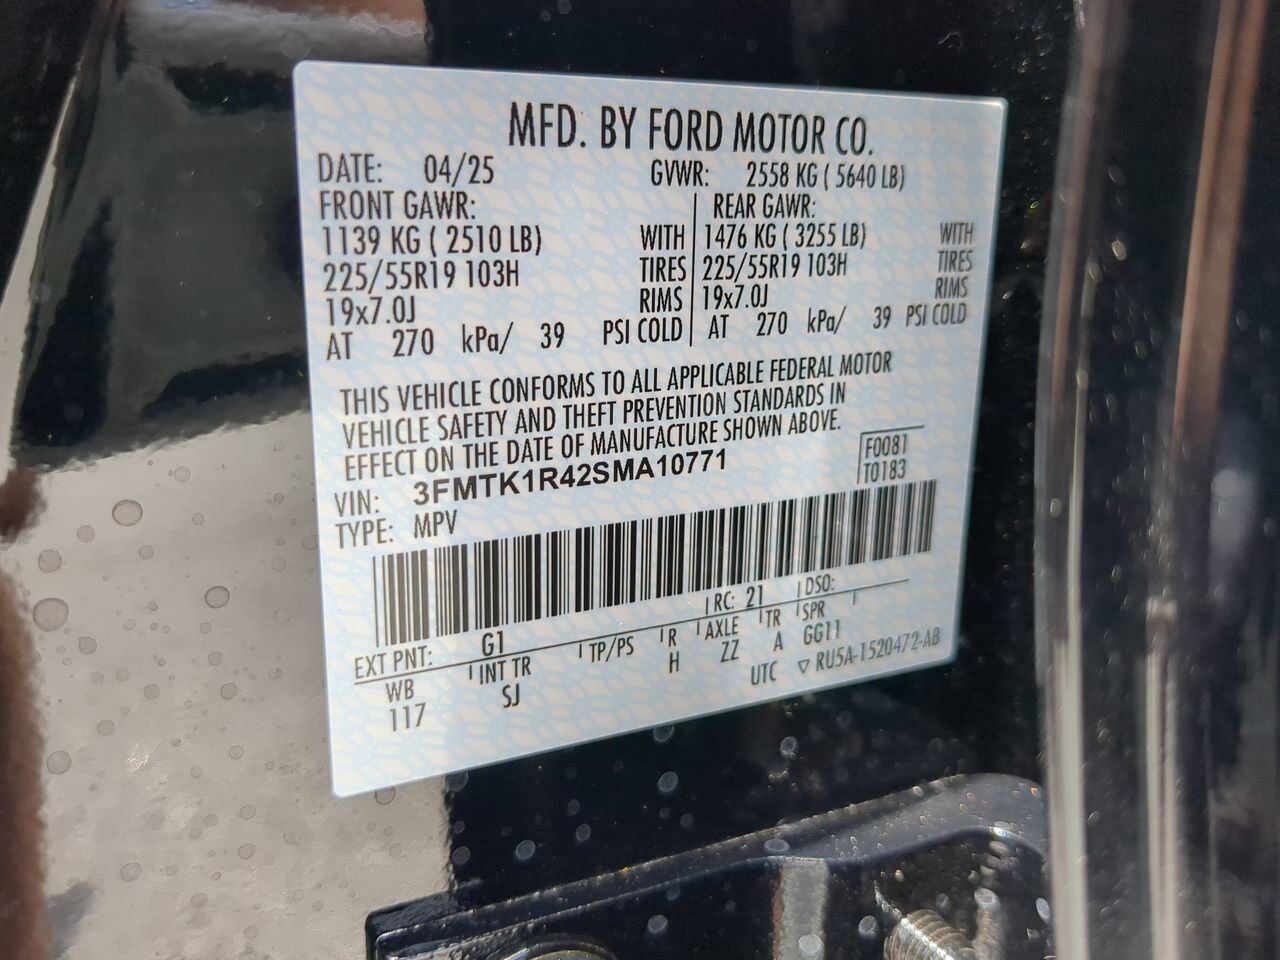 MFD. BY FORD MOTOR CO.
DATE: 04/25 GVWR: 2558 KG ( 5640 LB)
FRONT GAWR: REAR GAWR:
1139 KG ( 2510 LB) WITH 1476 KG ( 3255 LB) WITH
225/55R19 103H TIRES 225/55R19 103H TIRES
19x7.0J RIMS 19x7.0J RIMS
AT 270 kPa/ 39 PSI COLD AT 270 kPa/ 39 PSI COLD
THIS VEHICLE CONFORMS TO ALL APPLICABLE FEDERAL MOTOR
VEHICLE SAFETY AND THEFT PREVENTION STANDARDS IN
EFFECT ON THE DATE OF MANUFACTURE SHOWN ABOVE.
VIN: 3FMTK1R42SMA10771 F0081
TYPE: MPV T0183
EXT PNT: G1 RC: 21 DSO:
WB INT TR TP/PS R AXLE TR SPR
117 SJ H ZZ A GG11
UTC ▽ RU5A-1520472-AB